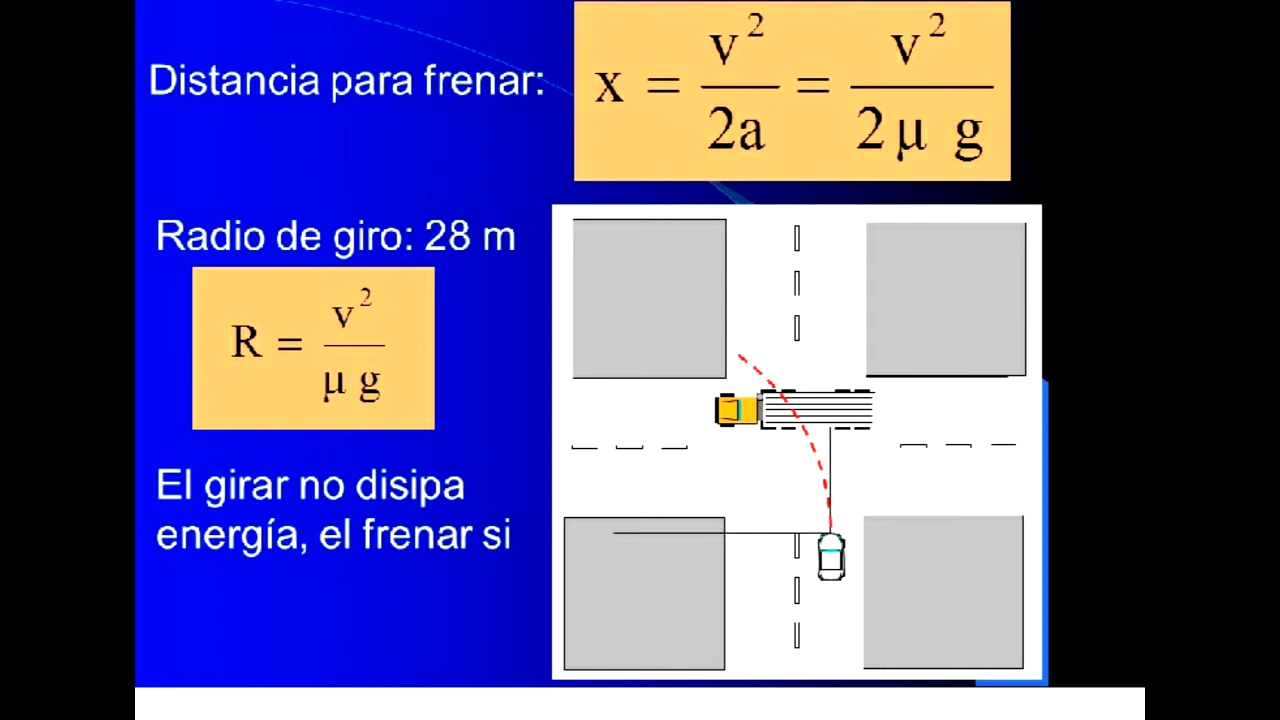 Distancia para frenar:
x = v² / 2a = v² / 2 μ g
Radio de giro: 28 m
R = v² / μ g
El girar no disipa
energía, el frenar si